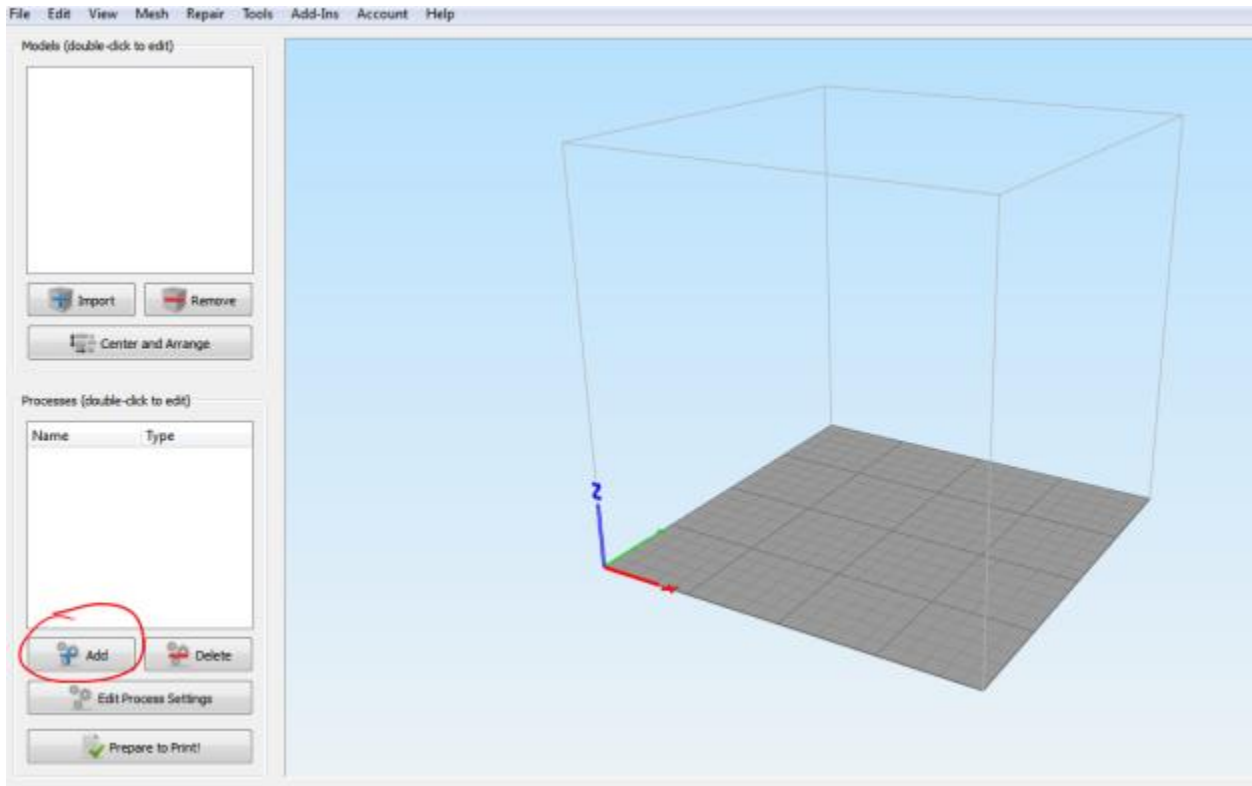 File Edit View Mesh Repair Tools Add-Ins Account Help
Models (double-click to edit)
Import Remove
Center and Arrange
Processes (double-click to edit)
Name Type
Z
X
Add Delete
Edit Process Settings
Prepare to Print!